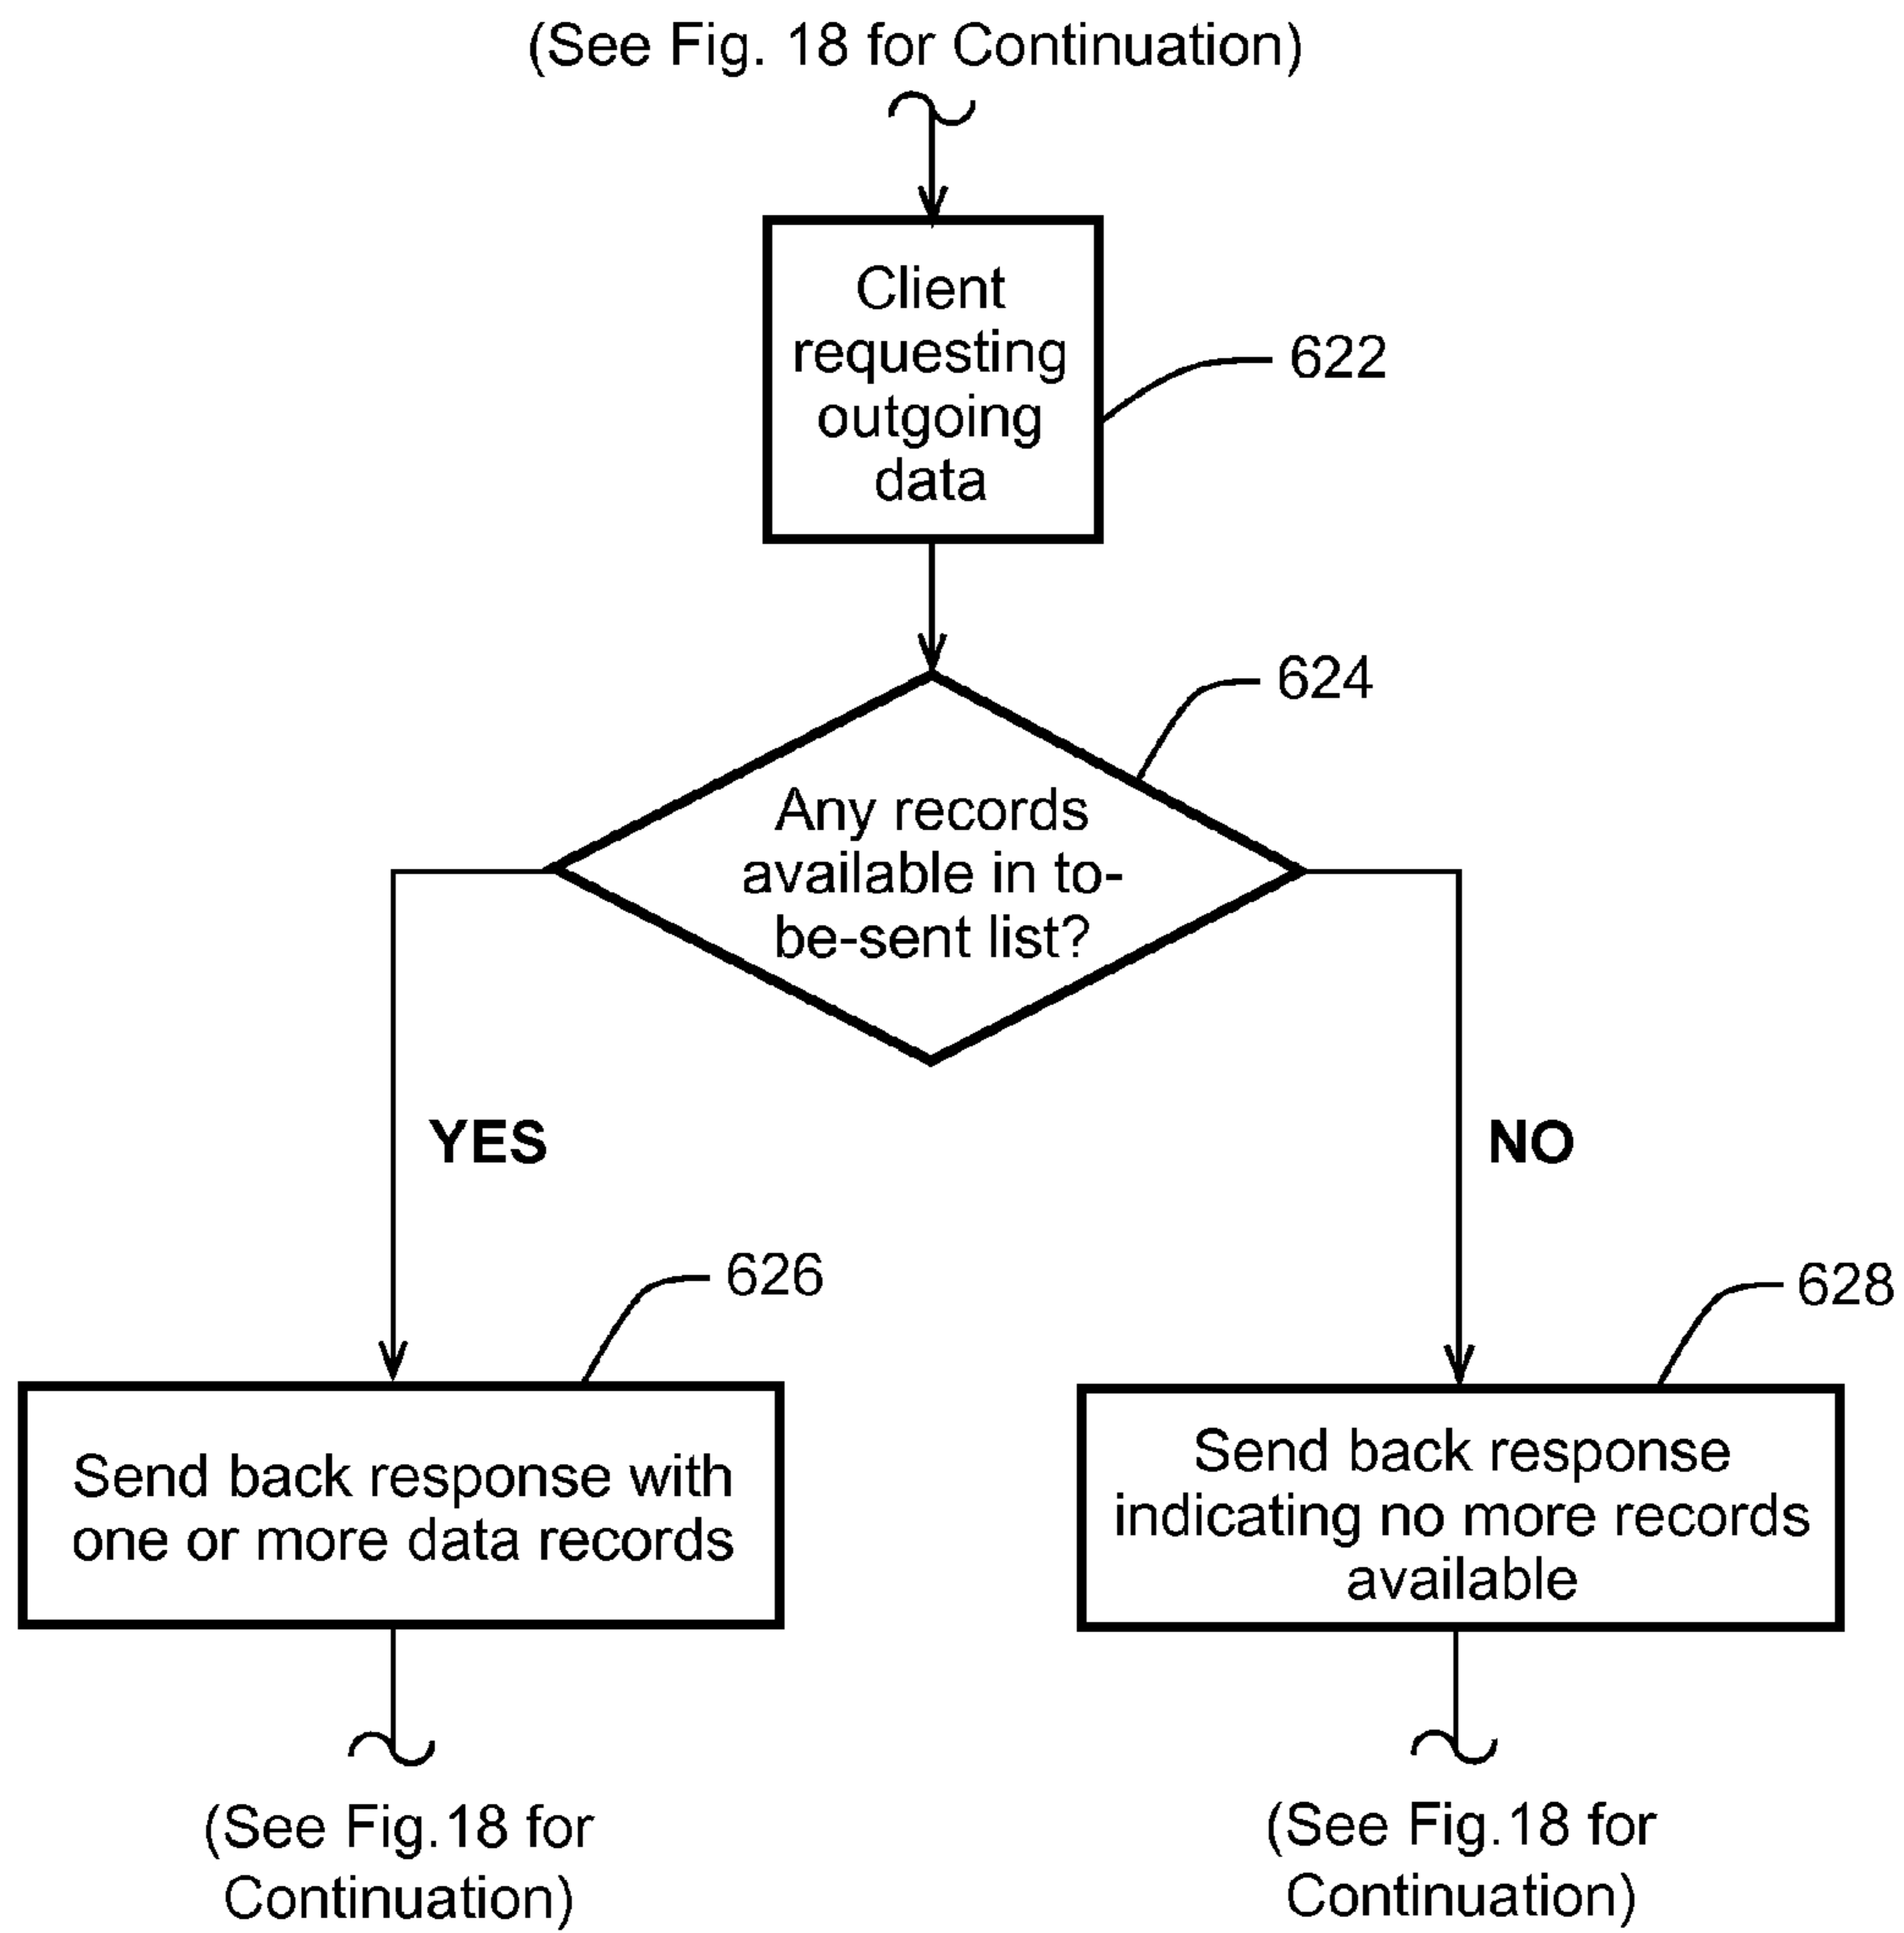 (See Fig. 18 for Continuation)
Client
requesting
outgoing
data
622
624
Any records
available in to-
be-sent list?
YES
NO
626
628
Send back response with
one or more data records
Send back response
indicating no more records
available
(See Fig.18 for
Continuation)
(See Fig.18 for
Continuation)